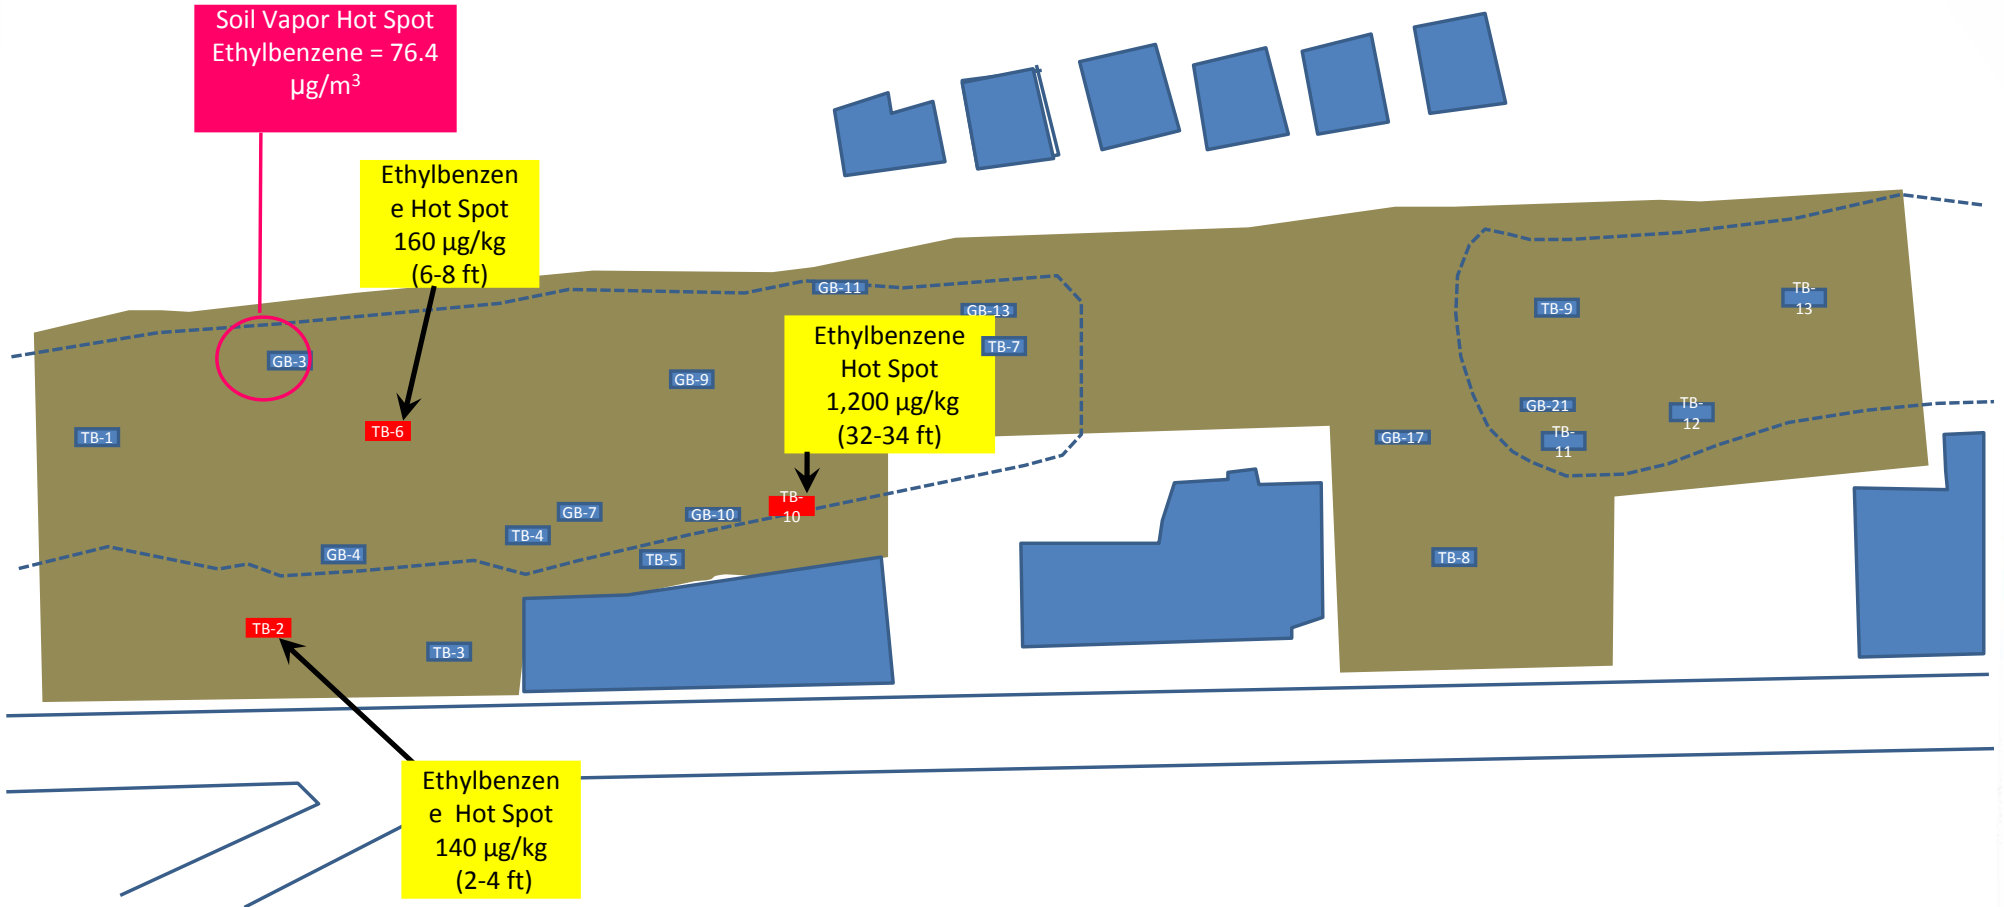 Soil Vapor Hot Spot
Ethylbenzene = 76.4
µg/m³
Ethylbenzen
e Hot Spot
160 µg/kg
(6-8 ft)
GB-11
GB-13
TB-9
TB-
13
Ethylbenzene
Hot Spot
1,200 µg/kg
(32-34 ft)
TB-7
GB-3
GB-9
GB-21
TB-
12
TB-1
TB-6
GB-17
TB-
11
TB-
10
GB-7
GB-10
TB-4
GB-4
TB-5
TB-8
TB-2
TB-3
Ethylbenzen
e  Hot Spot
140 µg/kg
(2-4 ft)